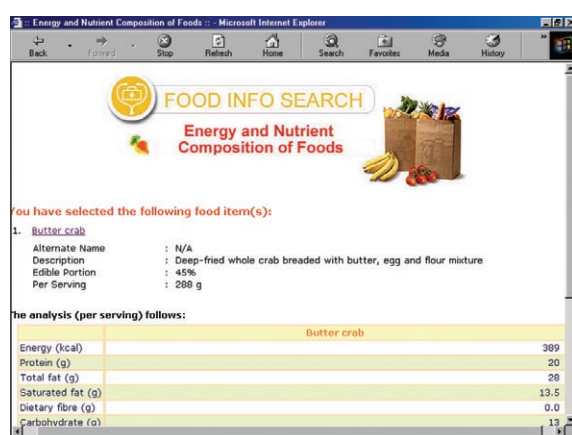 :: Energy and Nutrient Composition of Foods :: - Microsoft Internet Explorer
Back Forward Stop Refresh Home Search Favorites Media History »
FOOD INFO SEARCH
Energy and Nutrient
Composition of Foods
You have selected the following food item(s):
1. Butter crab
Alternate Name : N/A
Description : Deep-fried whole crab breaded with butter, egg and flour mixture
Edible Portion : 45%
Per Serving : 288 g
The analysis (per serving) follows:
Butter crab
Energy (kcal) 389
Protein (g) 20
Total fat (g) 28
Saturated fat (g) 13.5
Dietary fibre (g) 0.0
Carbohydrate (g) 13